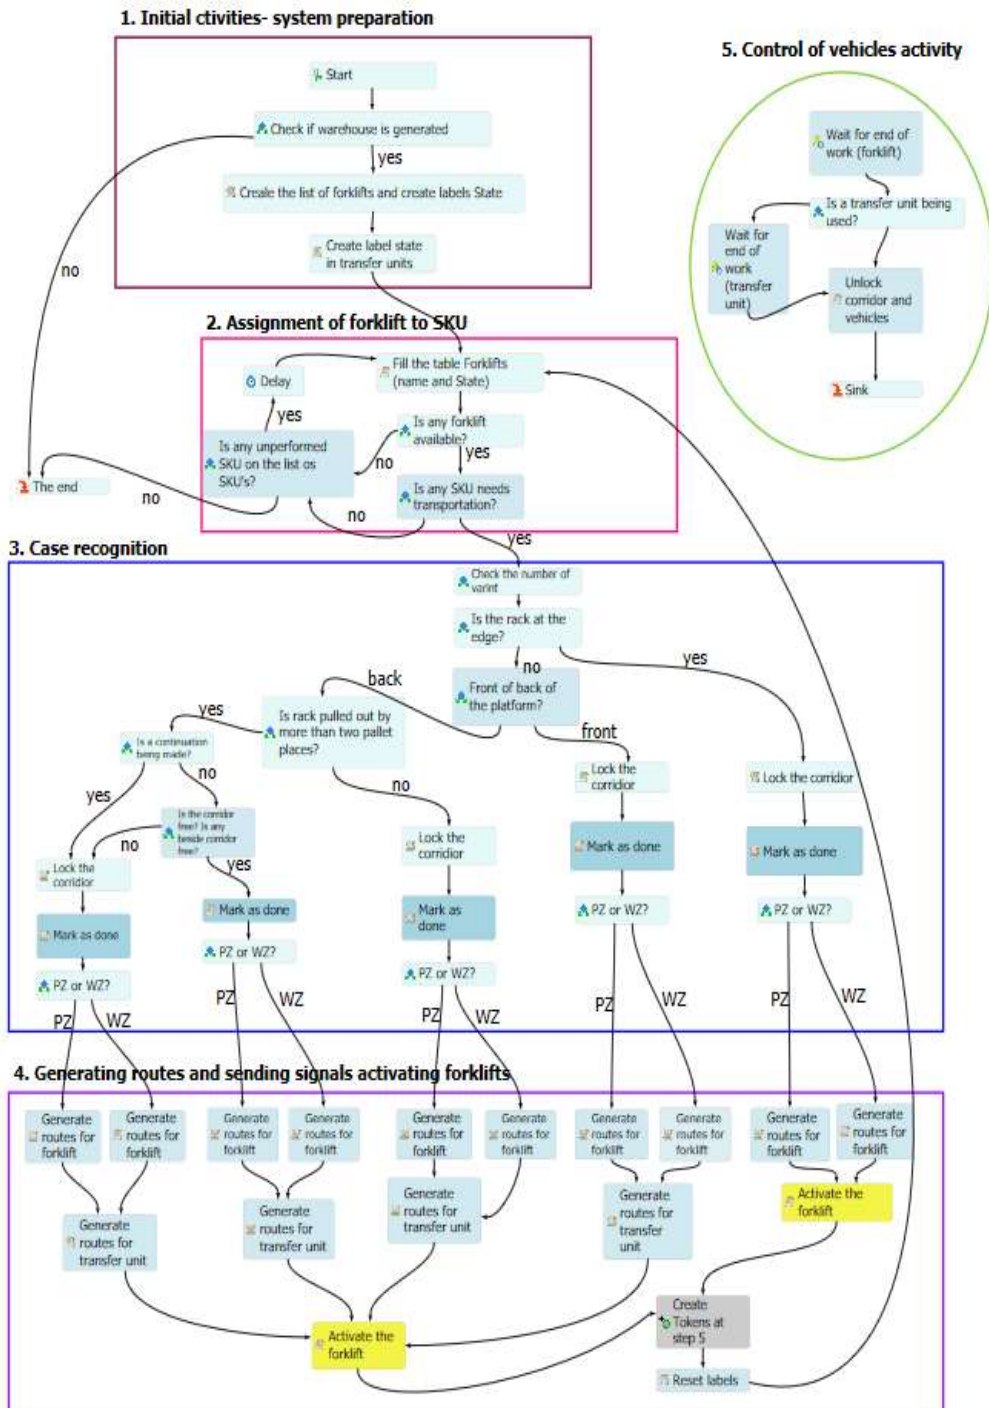 1. Initial ctivities- system preparation
Start
Check if warehouse is generated
yes
Creale the list of forklifts and create labels State
Create label state
in transfer units
no
5. Control of vehicles activity
Wait for end of
work (forklift)
Is a transfer unit being
used?
Wait for
end of
work
(transfer
unit)
Unlock
corridor and
vehicles
Sink
2. Assignment of forklift to SKU
Fill the table Forklifts
(name and State)
Delay
yes
Is any forklift
available?
no
yes
Is any unperformed
SKU on the list os
SKU's?
Is any SKU needs
transportation?
The end
no
no
yes
3. Case recognition
Check the number of
varint
Is the rack at the
edge?
no
yes
Front of back of
the platform?
back
front
Is rack pulled out by
more than two pallet
places?
yes
no
Is a continuation
being made?
yes
no
Is the corridor
free? Is any
beside corridor
free?
no
yes
Lock the
corridior
Mark as done
PZ or WZ?
PZ
WZ
Mark as done
PZ or WZ?
PZ
WZ
Lock the
corridior
Mark as
done
PZ or WZ?
PZ
WZ
Lock the
corridior
Mark as done
PZ or WZ?
PZ
WZ
Lock the corridior
Mark as done
PZ or WZ?
PZ
WZ
4. Generating routes and sending signals activating forklifts
Generate
routes for
forklift
Generate
routes for
forklift
Generate
routes for
forklift
Generate
routes for
forklift
Generate
routes for
forklift
Generate
routes for
forklift
Generate
routes for
forklift
Generate
routes for
forklift
Generate
routes for
forklift
Generate
routes for
forklift
Generate
routes for
transfer unit
Generate
routes for
transfer unit
Generate
routes for
transfer unit
Generate
routes for
transfer
unit
Activate the
forklift
Activate the
forklift
Create
Tokens at
step 5
Reset labels